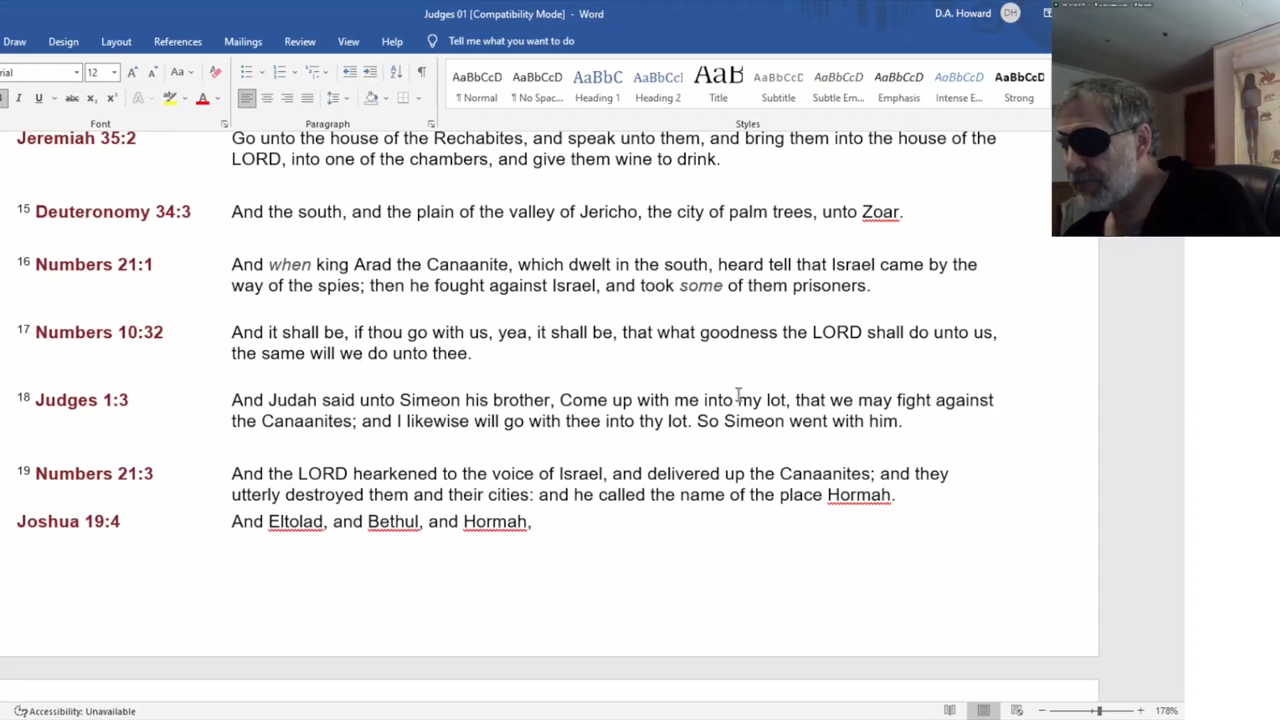 Judges 01 [Compatibility Mode] - Word
D.A. Howard DH
Draw Design Layout References Mailings Review View Help Tell me what you want to do
rial 12 Aa
I U abc x₂ x² A A
AaBbCcD AaBbCcD AaBbC AaBbCcl AaB AaBbCcD AaBbCcD AaBbCcD AaBbCcD AaBbCcD
¶ Normal ¶ No Spac... Heading 1 Heading 2 Title Subtitle Subtle Em... Emphasis Intense E... Strong
Font Paragraph Styles
Jeremiah 35:2 Go unto the house of the Rechabites, and speak unto them, and bring them into the house of the
LORD, into one of the chambers, and give them wine to drink.
15 Deuteronomy 34:3 And the south, and the plain of the valley of Jericho, the city of palm trees, unto Zoar.
16 Numbers 21:1 And when king Arad the Canaanite, which dwelt in the south, heard tell that Israel came by the
way of the spies; then he fought against Israel, and took some of them prisoners.
17 Numbers 10:32 And it shall be, if thou go with us, yea, it shall be, that what goodness the LORD shall do unto us,
the same will we do unto thee.
18 Judges 1:3 And Judah said unto Simeon his brother, Come up with me into my lot, that we may fight against
the Canaanites; and I likewise will go with thee into thy lot. So Simeon went with him.
19 Numbers 21:3 And the LORD hearkened to the voice of Israel, and delivered up the Canaanites; and they
utterly destroyed them and their cities: and he called the name of the place Hormah.
Joshua 19:4 And Eltolad, and Bethul, and Hormah,
Accessibility: Unavailable
178%